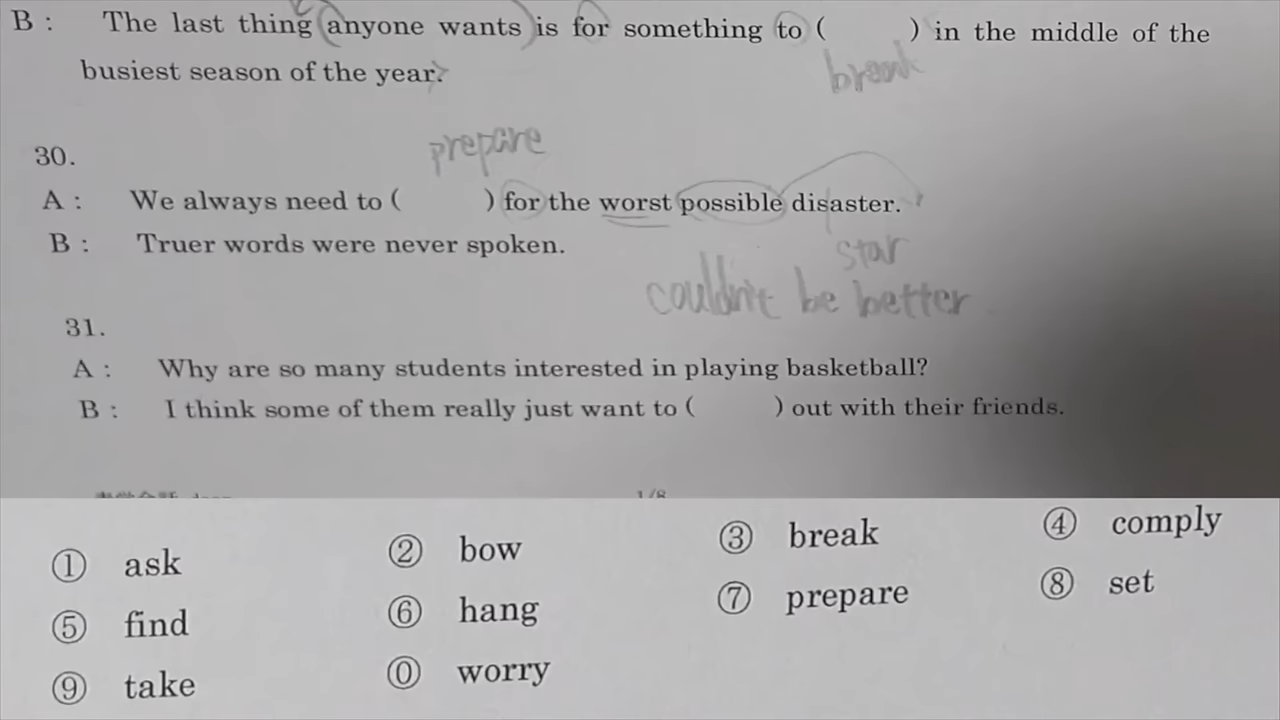 B : The last thing anyone wants is for something to ( ) in the middle of the
busiest season of the year.
break
prepare
30.
A : We always need to ( ) for the worst possible disaster.
B : Truer words were never spoken.
star
couldn't be better
31.
A : Why are so many students interested in playing basketball?
B : I think some of them really just want to ( ) out with their friends.
1/8
① ask ② bow ③ break ④ comply
⑤ find ⑥ hang ⑦ prepare ⑧ set
⑨ take ⓪ worry